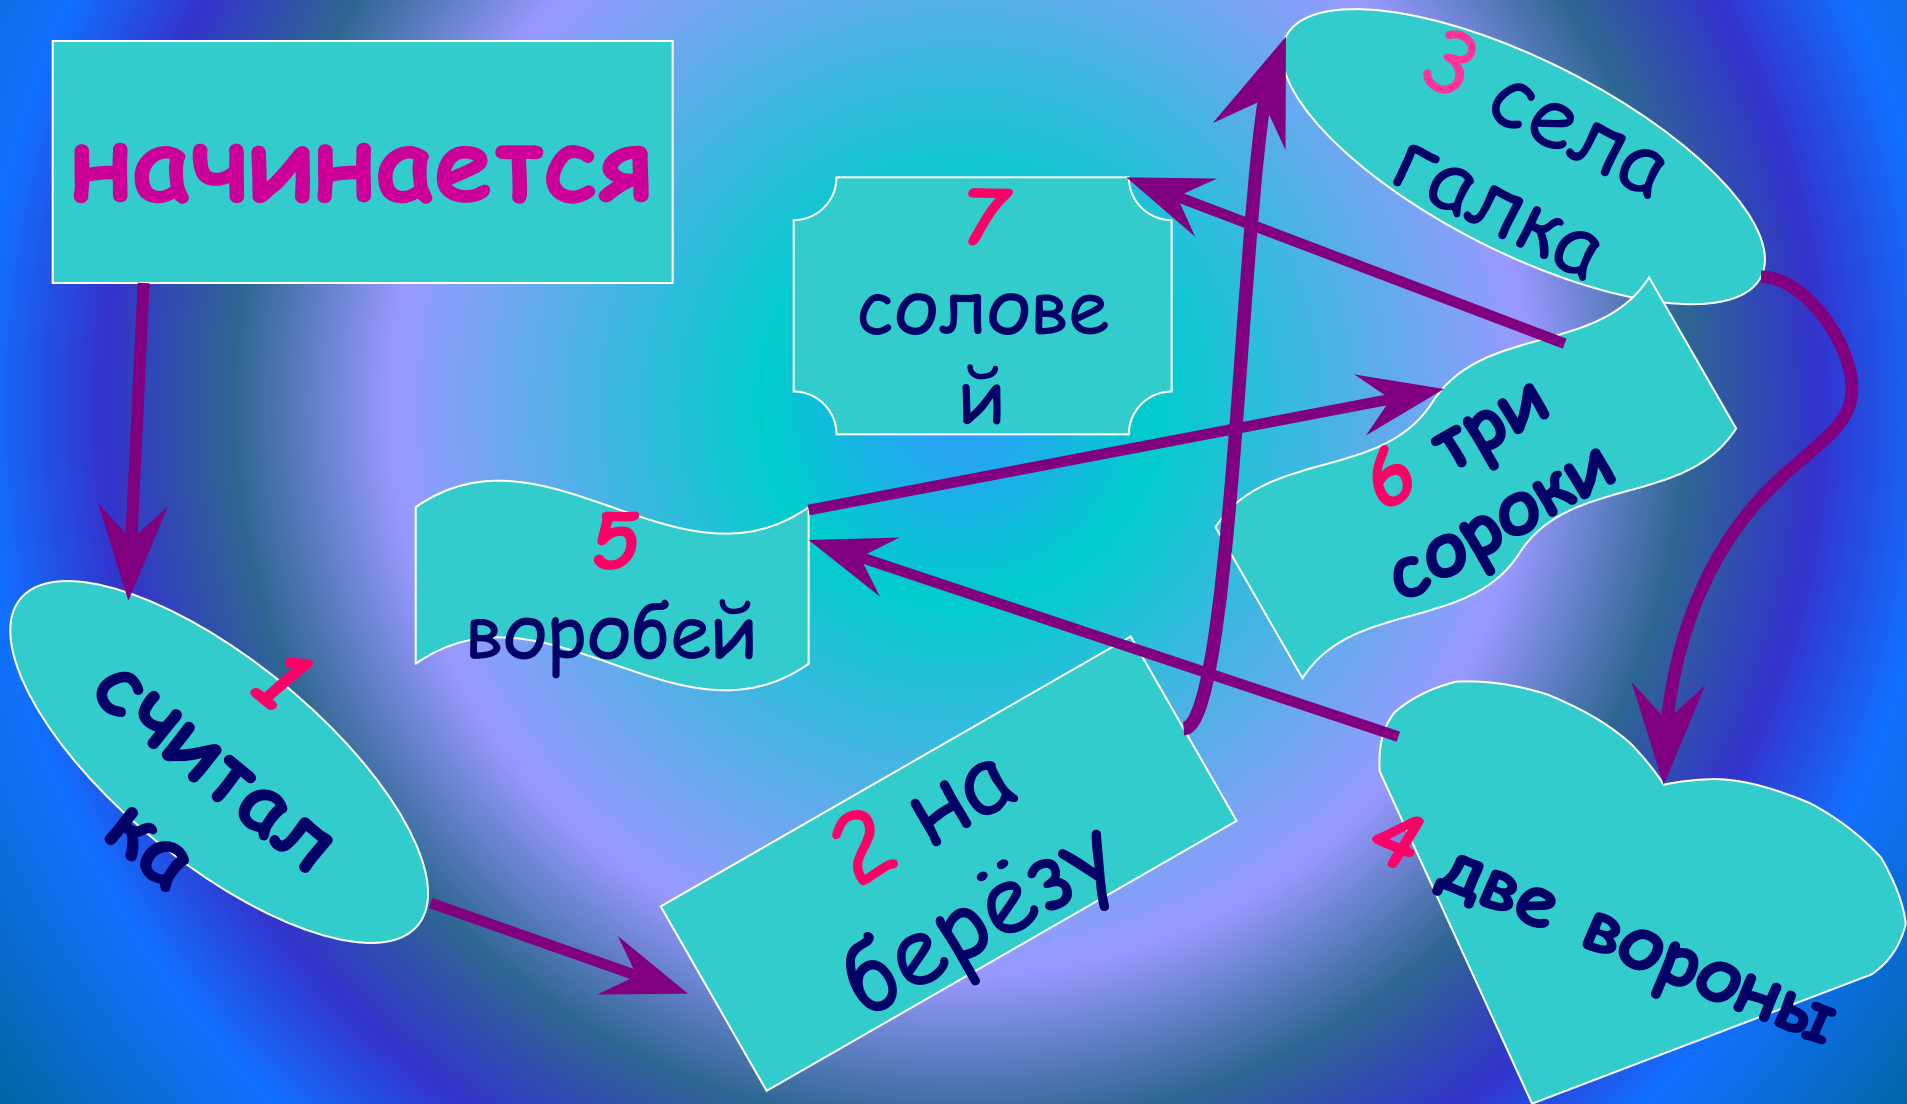 начинается
1
считал
ка
2 на
берёзу
3 села
галка
4 две вороны
5
воробей
6 три
сороки
7
солове
й